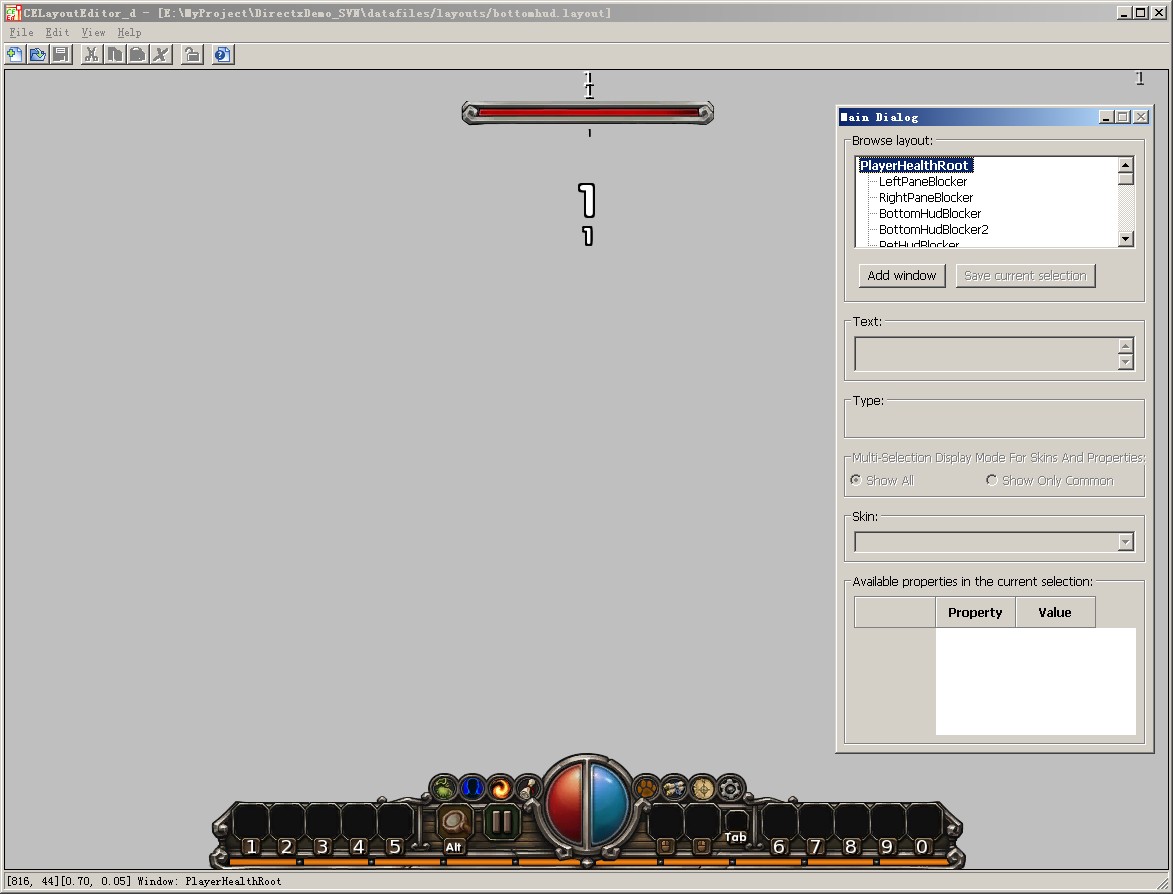 CELayoutEditor_d - [E:\MyProject\DirectxDemo_SVN\datafiles/layouts/bottomhud.layout]
File Edit View Help
1
1
1
1
1
1
Main Dialog
Browse layout:
PlayerHealthRoot
LeftPaneBlocker
RightPaneBlocker
BottomHudBlocker
BottomHudBlocker2
PetHudBlocker
Add window Save current selection
Text:
Type:
Multi-Selection Display Mode For Skins And Properties:
Show All Show Only Common
Skin:
Available properties in the current selection:
Property Value
1 2 3 4 5 Alt Tab 6 7 8 9 0
[816, 44][0.70, 0.05] Window: PlayerHealthRoot